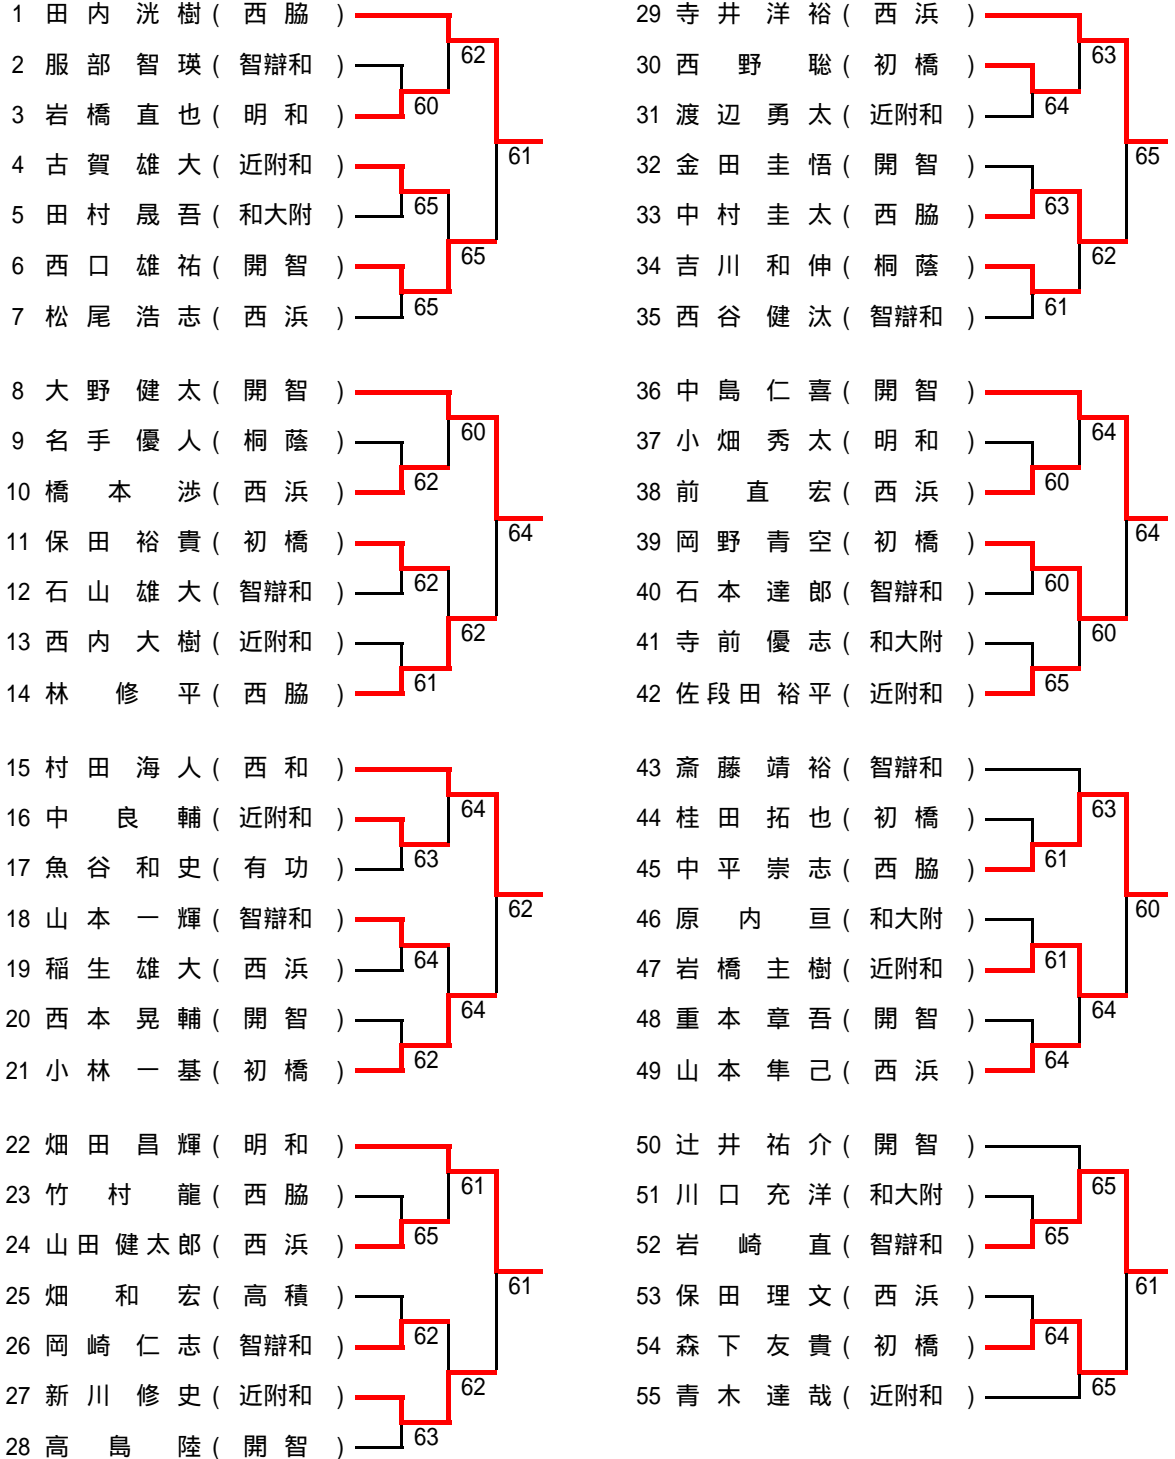 1 田内洸樹 ( 西脇 )
62
2 服部智瑛 ( 智辯和 )
60
3 岩橋直也 ( 明和 )
61
4 古賀雄大 ( 近附和 )
65
5 田村晟吾 ( 和大附 )
65
6 西口雄祐 ( 開智 )
65
7 松尾浩志 ( 西浜 )
8 大野健太 ( 開智 )
60
9 名手優人 ( 桐蔭 )
62
10 橋本渉 ( 西浜 )
64
11 保田裕貴 ( 初橋 )
62
12 石山雄大 ( 智辯和 )
62
13 西内大樹 ( 近附和 )
61
14 林修平 ( 西脇 )
15 村田海人 ( 西和 )
64
16 中良輔 ( 近附和 )
63
17 魚谷和史 ( 有功 )
62
18 山本一輝 ( 智辯和 )
64
19 稲生雄大 ( 西浜 )
64
20 西本晃輔 ( 開智 )
62
21 小林一基 ( 初橋 )
22 畑田昌輝 ( 明和 )
61
23 竹村龍 ( 西脇 )
65
24 山田健太郎 ( 西浜 )
61
25 畑和宏 ( 高積 )
62
26 岡崎仁志 ( 智辯和 )
62
27 新川修史 ( 近附和 )
63
28 高島陸 ( 開智 )
29 寺井洋裕 ( 西浜 )
63
30 西野聡 ( 初橋 )
64
31 渡辺勇太 ( 近附和 )
65
32 金田圭悟 ( 開智 )
63
33 中村圭太 ( 西脇 )
62
34 吉川和伸 ( 桐蔭 )
61
35 西谷健汰 ( 智辯和 )
36 中島仁喜 ( 開智 )
64
37 小畑秀太 ( 明和 )
60
38 前直宏 ( 西浜 )
64
39 岡野青空 ( 初橋 )
60
40 石本達郎 ( 智辯和 )
60
41 寺前優志 ( 和大附 )
65
42 佐段田裕平 ( 近附和 )
43 斎藤靖裕 ( 智辯和 )
63
44 桂田拓也 ( 初橋 )
61
45 中平崇志 ( 西脇 )
60
46 原内亘 ( 和大附 )
61
47 岩橋主樹 ( 近附和 )
64
48 重本章吾 ( 開智 )
64
49 山本隼己 ( 西浜 )
50 辻井祐介 ( 開智 )
65
51 川口充洋 ( 和大附 )
65
52 岩崎直 ( 智辯和 )
61
53 保田理文 ( 西浜 )
64
54 森下友貴 ( 初橋 )
65
55 青木達哉 ( 近附和 )